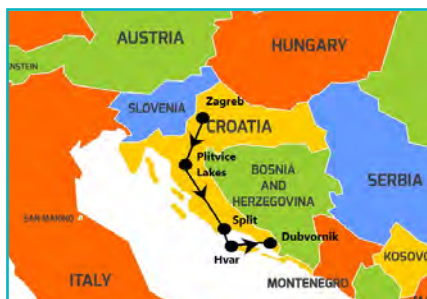 AUSTRIA
HUNGARY
ENSTEIN
SLOVENIA
Zagreb
CROATIA
Plitvice
Lakes
BOSNIA
AND
HERZEGOVINA
SERBIA
SAN MARINO
Split
Dubvornik
Hvar
KOSOVO
ITALY
MONTENEGRO